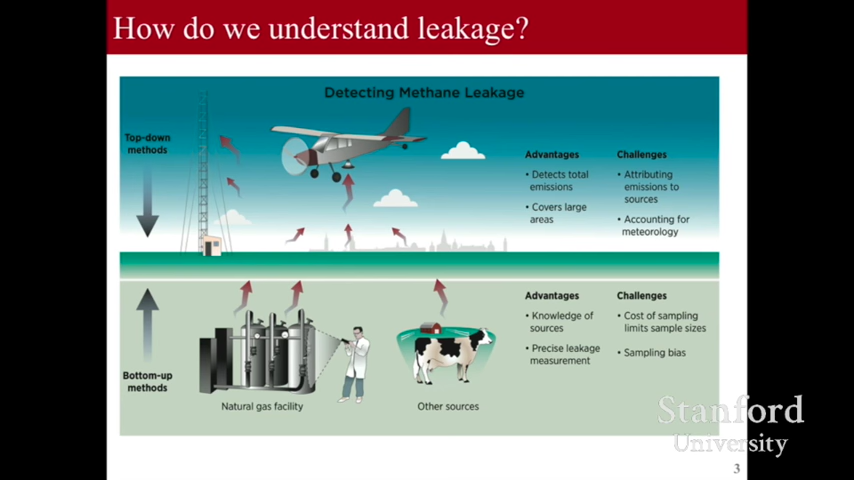 How do we understand leakage?
Detecting Methane Leakage
Top-down
methods
Advantages
• Detects total
emissions
• Covers large
areas
Challenges
• Attributing
emissions to
sources
• Accounting for
meteorology
Bottom-up
methods
Advantages
• Knowledge of
sources
• Precise leakage
measurement
Challenges
• Cost of sampling
limits sample sizes
• Sampling bias
Natural gas facility
Other sources
Stanford
University
3